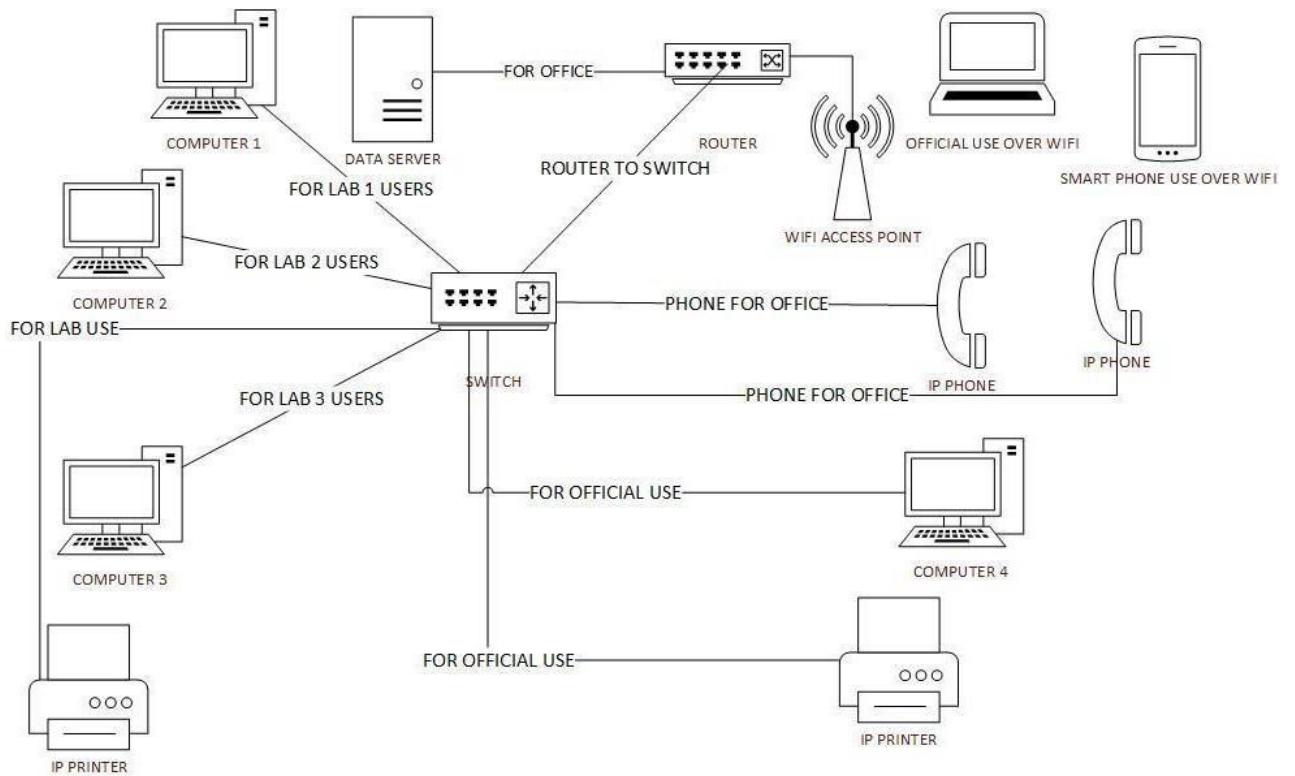 FOR OFFICE
COMPUTER 1
DATA SERVER
ROUTER
OFFICIAL USE OVER WIFI
ROUTER TO SWITCH
SMART PHONE USE OVER WIFI
FOR LAB 1 USERS
WIFI ACCESS POINT
FOR LAB 2 USERS
COMPUTER 2
PHONE FOR OFFICE
FOR LAB USE
IP PHONE
SWITCH
IP PHONE
FOR LAB 3 USERS
PHONE FOR OFFICE
FOR OFFICIAL USE
COMPUTER 3
COMPUTER 4
FOR OFFICIAL USE
IP PRINTER
IP PRINTER